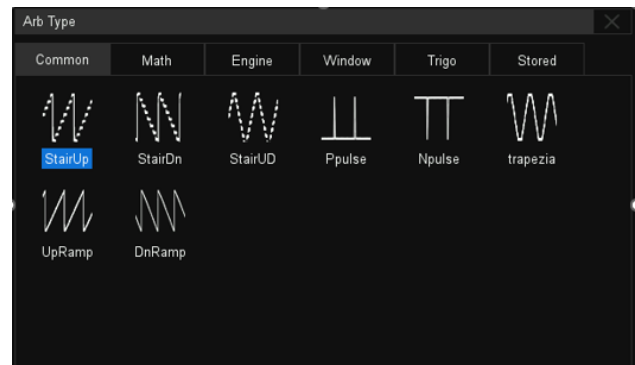 Arb Type
Common Math Engine Window Trigo Stored
StairUp StairDn StairUD Ppulse Npulse trapezia
UpRamp DnRamp